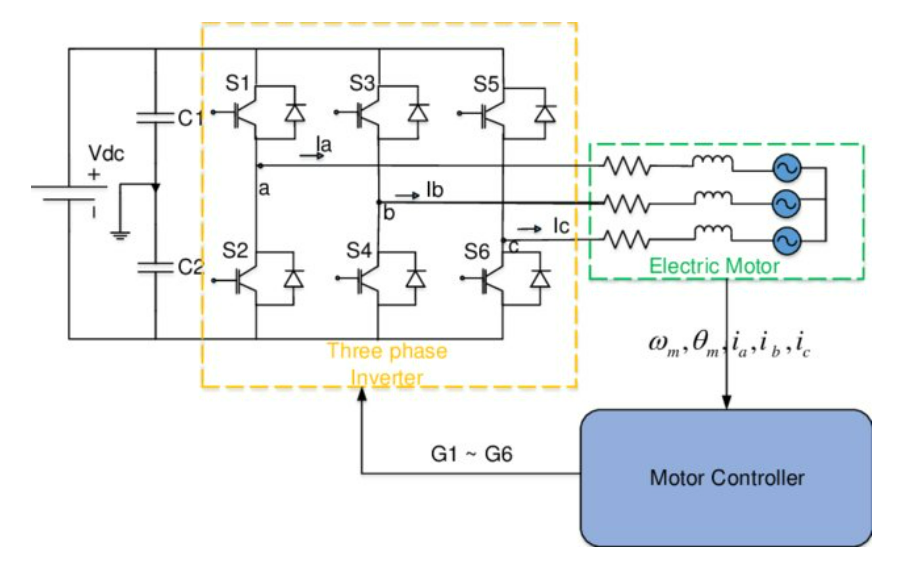 S1
S3
S5
C1
Vdc
+
−
Ia
a
Ib
b
Ic
c
S2
S4
S6
C2
Electric Motor
Three phase
Inverter
ωm,θm,ia,ib,ic
G1 ~ G6
Motor Controller